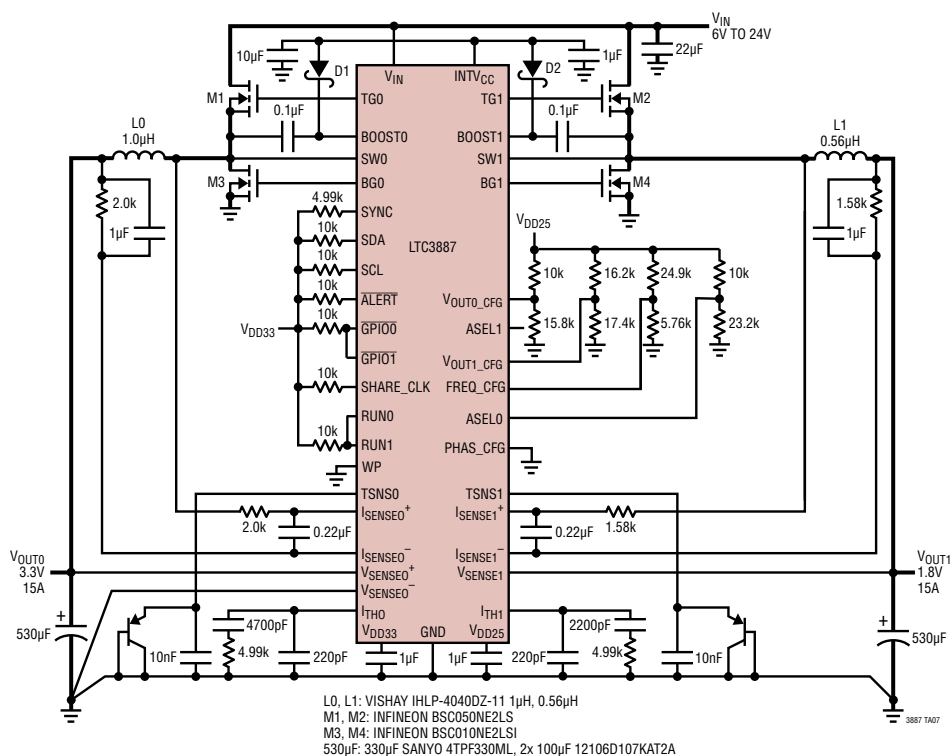 VIN
6V TO 24V
10µF
1µF
22µF
D1
D2
VIN
INTVCC
M1
TG0
TG1
M2
0.1µF
0.1µF
L0
1.0µH
BOOST0
BOOST1
L1
0.56µH
SW0
SW1
M3
BG0
BG1
M4
2.0k
1µF
1.58k
1µF
4.99k
SYNC
10k
SDA
LTC3887
VDD25
10k
SCL
10k
16.2k
24.9k
10k
10k
ALERT
VOUT0_CFG
10k
VDD33
GPIO0
ASEL1
15.8k
17.4k
5.76k
23.2k
GPIO1
VOUT1_CFG
10k
SHARE_CLK
FREQ_CFG
RUN0
ASEL0
10k
RUN1
PHAS_CFG
WP
TSNS0
TSNS1
ISENSE0+
ISENSE1+
2.0k
0.22µF
0.22µF
1.58k
ISENSE0–
ISENSE1–
VOUT0
3.3V
15A
VSENSE0+
VSENSE1
VOUT1
1.8V
15A
VSENSE0–
ITH0
ITH1
+
530µF
4700pF
2200pF
+
530µF
VDD33
GND
VDD25
10nF
4.99k
220pF
1µF
1µF
220pF
4.99k
10nF
L0, L1: VISHAY IHLP-4040DZ-11 1µH, 0.56µH
M1, M2: INFINEON BSC050NE2LS
M3, M4: INFINEON BSC010NE2LSI
530µF: 330µF SANYO 4TPF330ML, 2x 100µF 12106D107KAT2A
3887 TA07